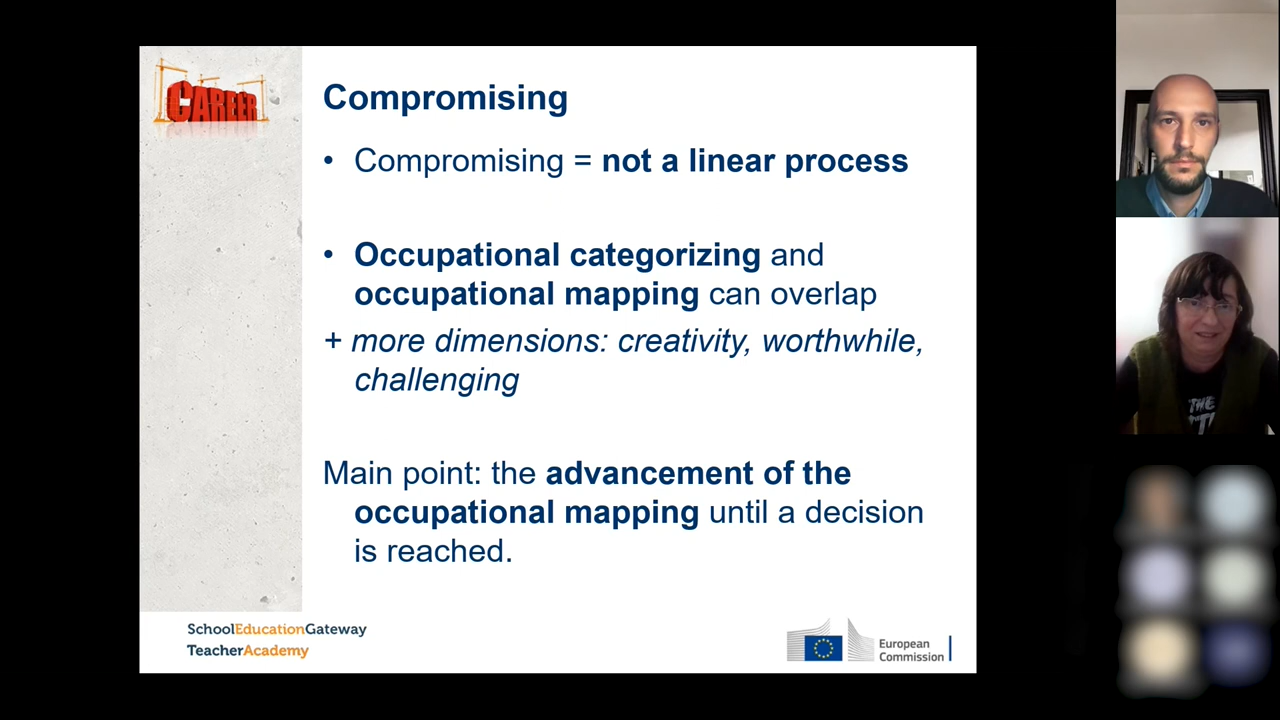 CAREER
Compromising
• Compromising = not a linear process
• Occupational categorizing and
occupational mapping can overlap
+ more dimensions: creativity, worthwhile,
challenging
Main point: the advancement of the
occupational mapping until a decision
is reached.
SchoolEducationGateway
TeacherAcademy
European
Commission
THE